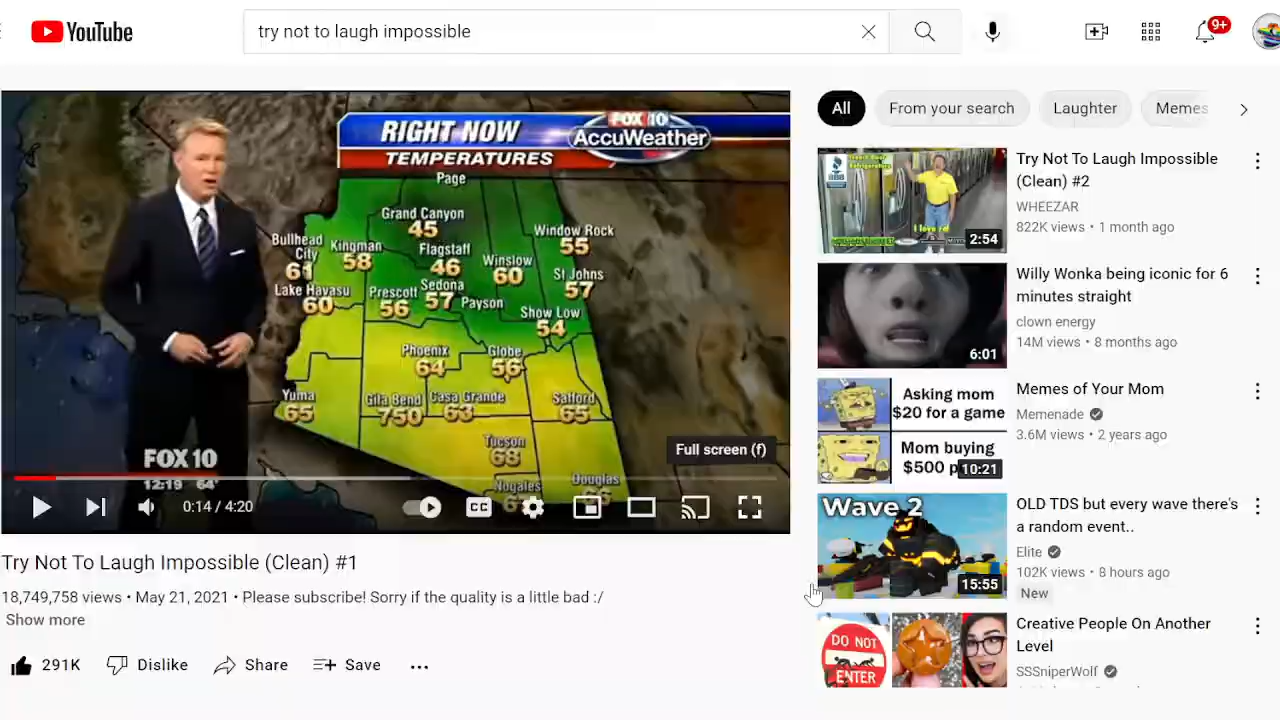 YouTube
try not to laugh impossible
9+
RIGHT NOW
TEMPERATURES
FOX 10
AccuWeather
Page
Grand Canyon
45
Bullhead
City
61
Kingman
58
Flagstaff
46
Winslow
60
Window Rock
55
Lake Havasu
60
Prescott
56
Sedona
57
Payson
St Johns
57
Show Low
54
Phoenix
64
Globe
56
Yuma
65
Gila Bend
750
Casa Grande
63
Safford
65
Tucson
68
Nogales
Douglas
FOX 10
12:19 64°
Full screen (f)
0:14 / 4:20
CC
Try Not To Laugh Impossible (Clean) #1
18,749,758 views • May 21, 2021 • Please subscribe! Sorry if the quality is a little bad :/
Show more
291K Dislike Share Save
All From your search Laughter Memes
I love ref
2:54
Try Not To Laugh Impossible
(Clean) #2
WHEEZAR
822K views • 1 month ago
6:01
Willy Wonka being iconic for 6
minutes straight
clown energy
14M views • 8 months ago
Asking mom
$20 for a game
Mom buying
$500 p
10:21
Memes of Your Mom
Memenade
3.6M views • 2 years ago
Wave 2
15:55
OLD TDS but every wave there's
a random event..
Elite
102K views • 8 hours ago
New
DO NOT
ENTER
Creative People On Another
Level
SSSniperWolf